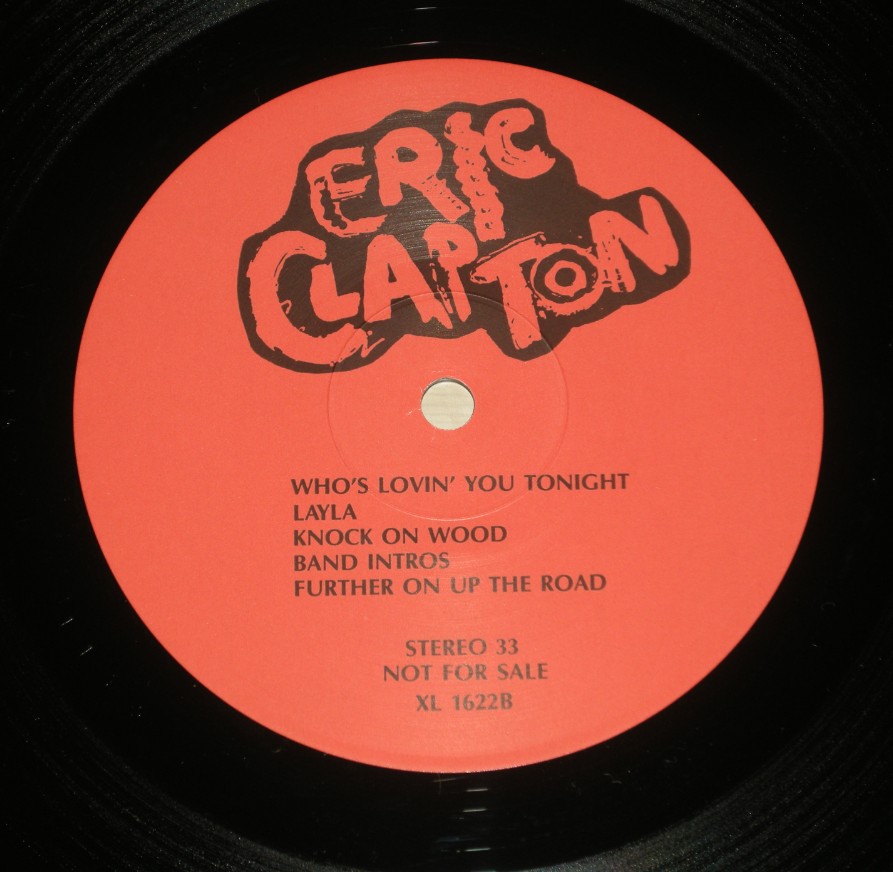 ERIC
CLAPTON
WHO'S LOVIN' YOU TONIGHT
LAYLA
KNOCK ON WOOD
BAND INTROS
FURTHER ON UP THE ROAD
STEREO 33
NOT FOR SALE
XL 1622B